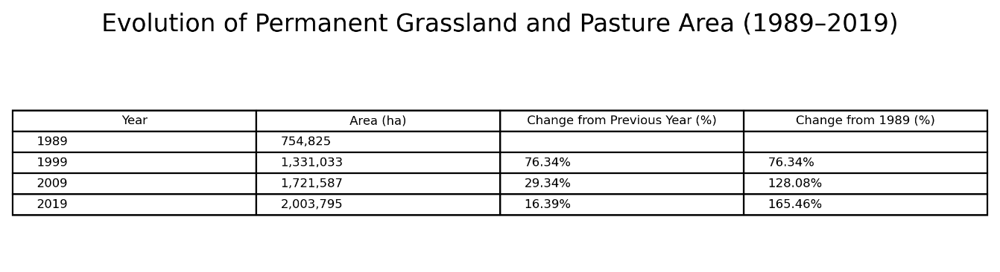 Evolution of Permanent Grassland and Pasture Area (1989–2019)
Year Area (ha) Change from Previous Year (%) Change from 1989 (%)
1989 754,825
1999 1,331,033 76.34% 76.34%
2009 1,721,587 29.34% 128.08%
2019 2,003,795 16.39% 165.46%